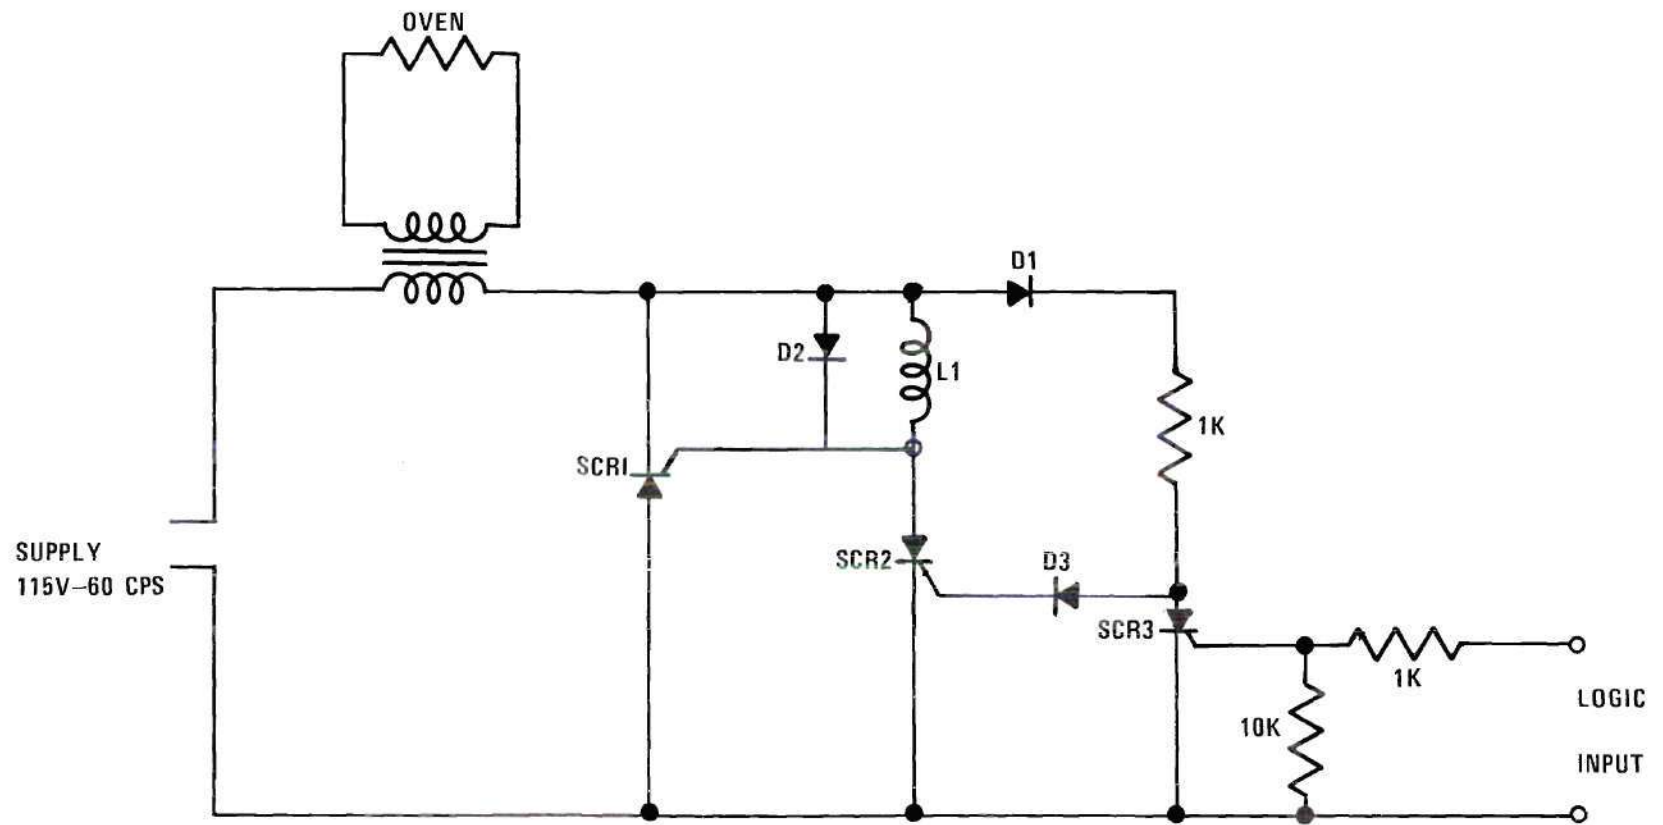 OVEN
D1
D2
L1
1K
SCR1
SCR2
D3
SUPPLY
115V-60 CPS
SCR3
1K
10K
LOGIC
INPUT